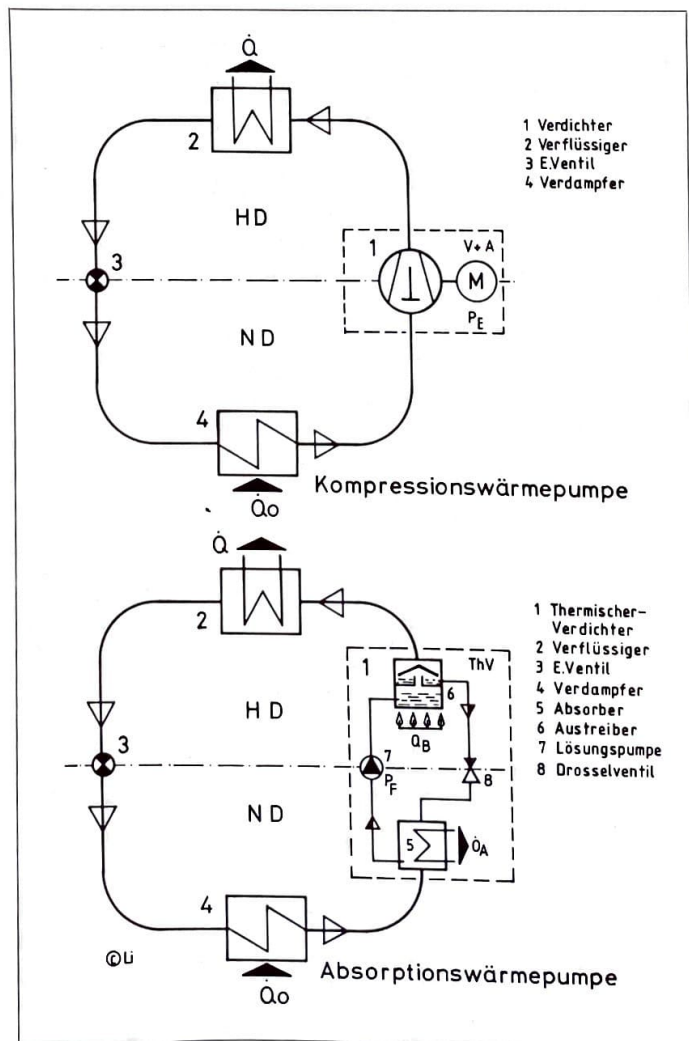 Q̇
2
1 Verdichter
2 Verflüssiger
3 E.Ventil
4 Verdampfer
HD
1
V+A
3
M
ND
P_E
4
Kompressionswärmepumpe
Q̇o
Q̇
2
1 Thermischer-
Verdichter
2 Verflüssiger
3 E.Ventil
4 Verdampfer
5 Absorber
6 Austreiber
7 Lösungspumpe
8 Drosselventil
1
ThV
6
HD
Q_B
3
7
P_F
8
ND
5
Q̇_A
4
©Li
Absorptionswärmepumpe
Q̇o